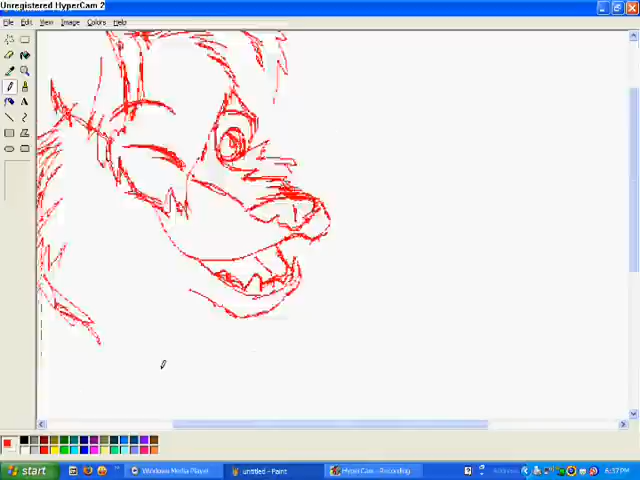 Unregistered HyperCam 2
File Edit View Image Colors Help
start
Windows Media Player
untitled - Paint
HyperCam - Recording
Address
6:37 PM